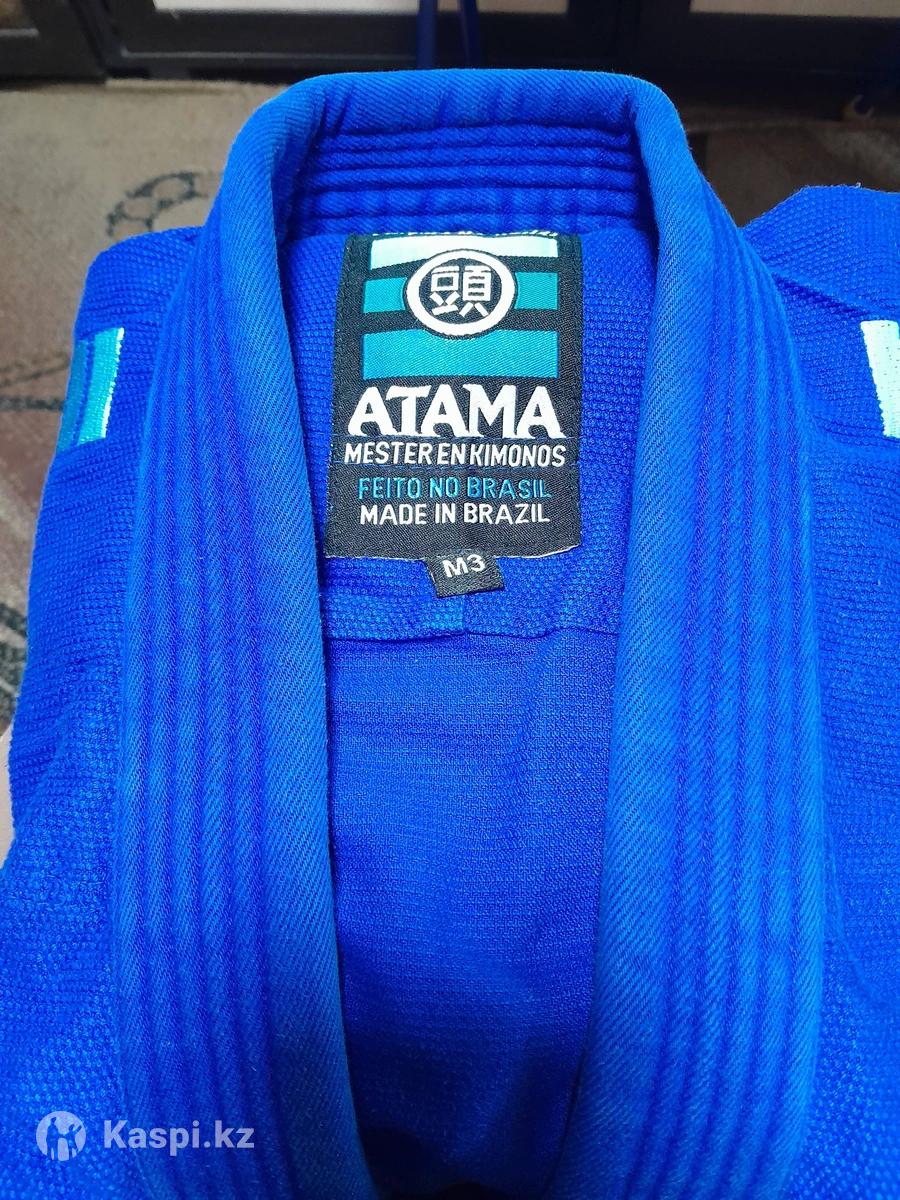 頭
ATAMA
MESTER EN KIMONOS
FEITO NO BRASIL
MADE IN BRAZIL
M3
Kaspi.kz